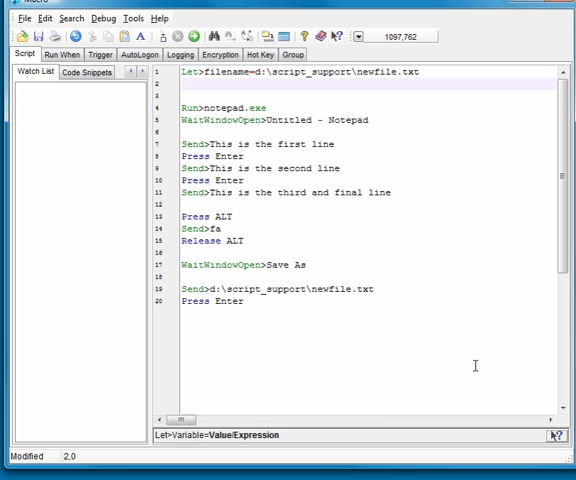 Macro
File Edit Search Debug Tools Help
1097,762
Script Run When Trigger AutoLogon Logging Encryption Hot Key Group
Watch List Code Snippets
1 Let>filename=d:\script_support\newfile.txt
2
3
4 Run>notepad.exe
5 WaitWindowOpen>Untitled - Notepad
6
7 Send>This is the first line
8 Press Enter
9 Send>This is the second line
10 Press Enter
11 Send>This is the third and final line
12
13 Press ALT
14 Send>fa
15 Release ALT
16
17 WaitWindowOpen>Save As
18
19 Send>d:\script_support\newfile.txt
20 Press Enter
Let>Variable=Value/Expression
Modified 2,0